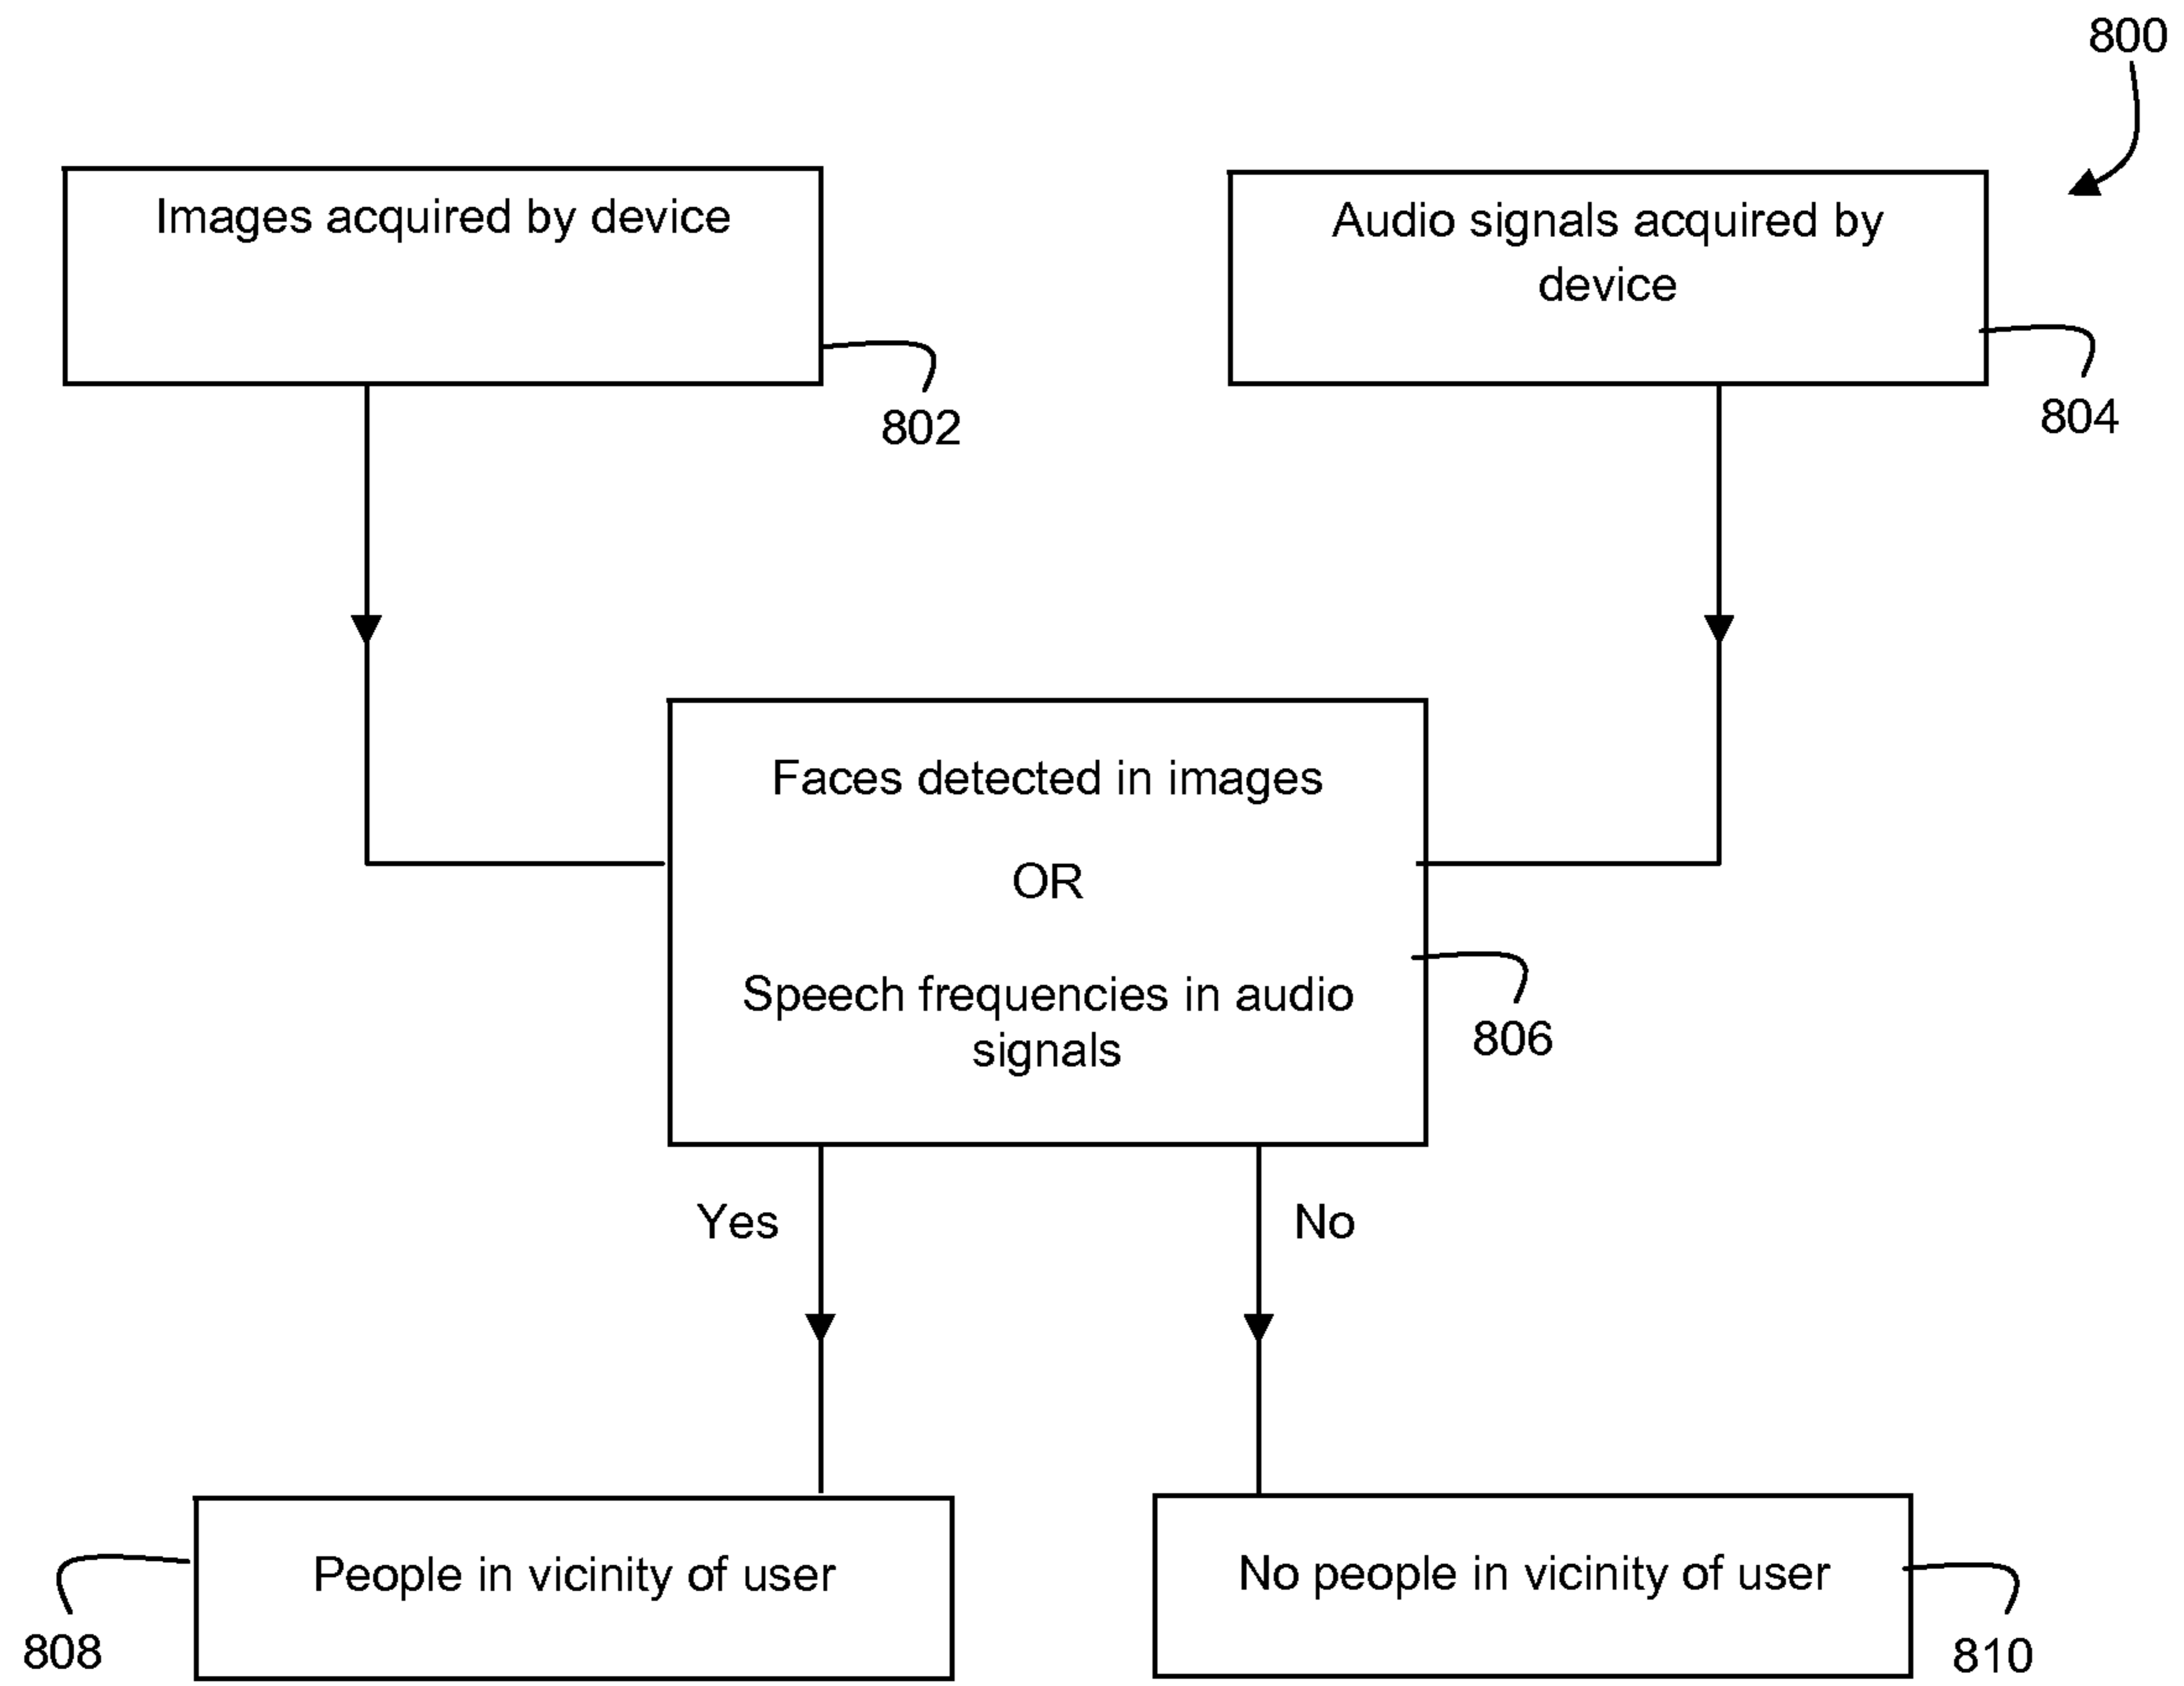 800
Images acquired by device
802
Audio signals acquired by
device
804
Faces detected in images
OR
Speech frequencies in audio
signals
806
Yes
No
People in vicinity of user
808
No people in vicinity of user
810